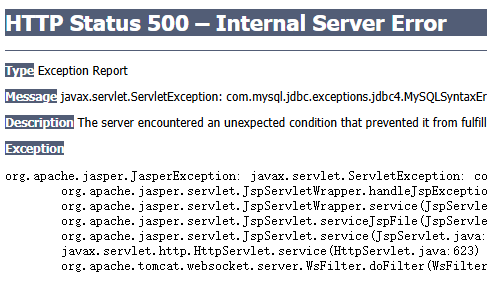 HTTP Status 500 – Internal Server Error
Type Exception Report
Message javax.servlet.ServletException: com.mysql.jdbc.exceptions.jdbc4.MySQLSyntaxEr
Description The server encountered an unexpected condition that prevented it from fulfill
Exception
org.apache.jasper.JasperException: javax.servlet.ServletException: co
org.apache.jasper.servlet.JspServletWrapper.handleJspExceptio
org.apache.jasper.servlet.JspServletWrapper.service(JspServle
org.apache.jasper.servlet.JspServlet.serviceJspFile(JspServle
org.apache.jasper.servlet.JspServlet.service(JspServlet.java:
javax.servlet.http.HttpServlet.service(HttpServlet.java:623)
org.apache.tomcat.websocket.server.WsFilter.doFilter(WsFilter